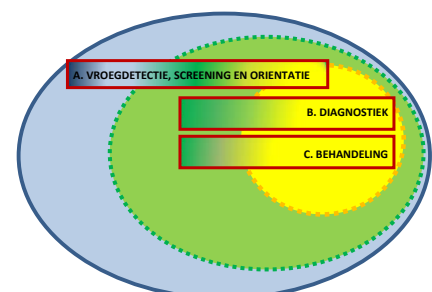 A. VROEGDETECTIE, SCREENING EN ORIENTATIE
B. DIAGNOSTIEK
C. BEHANDELING